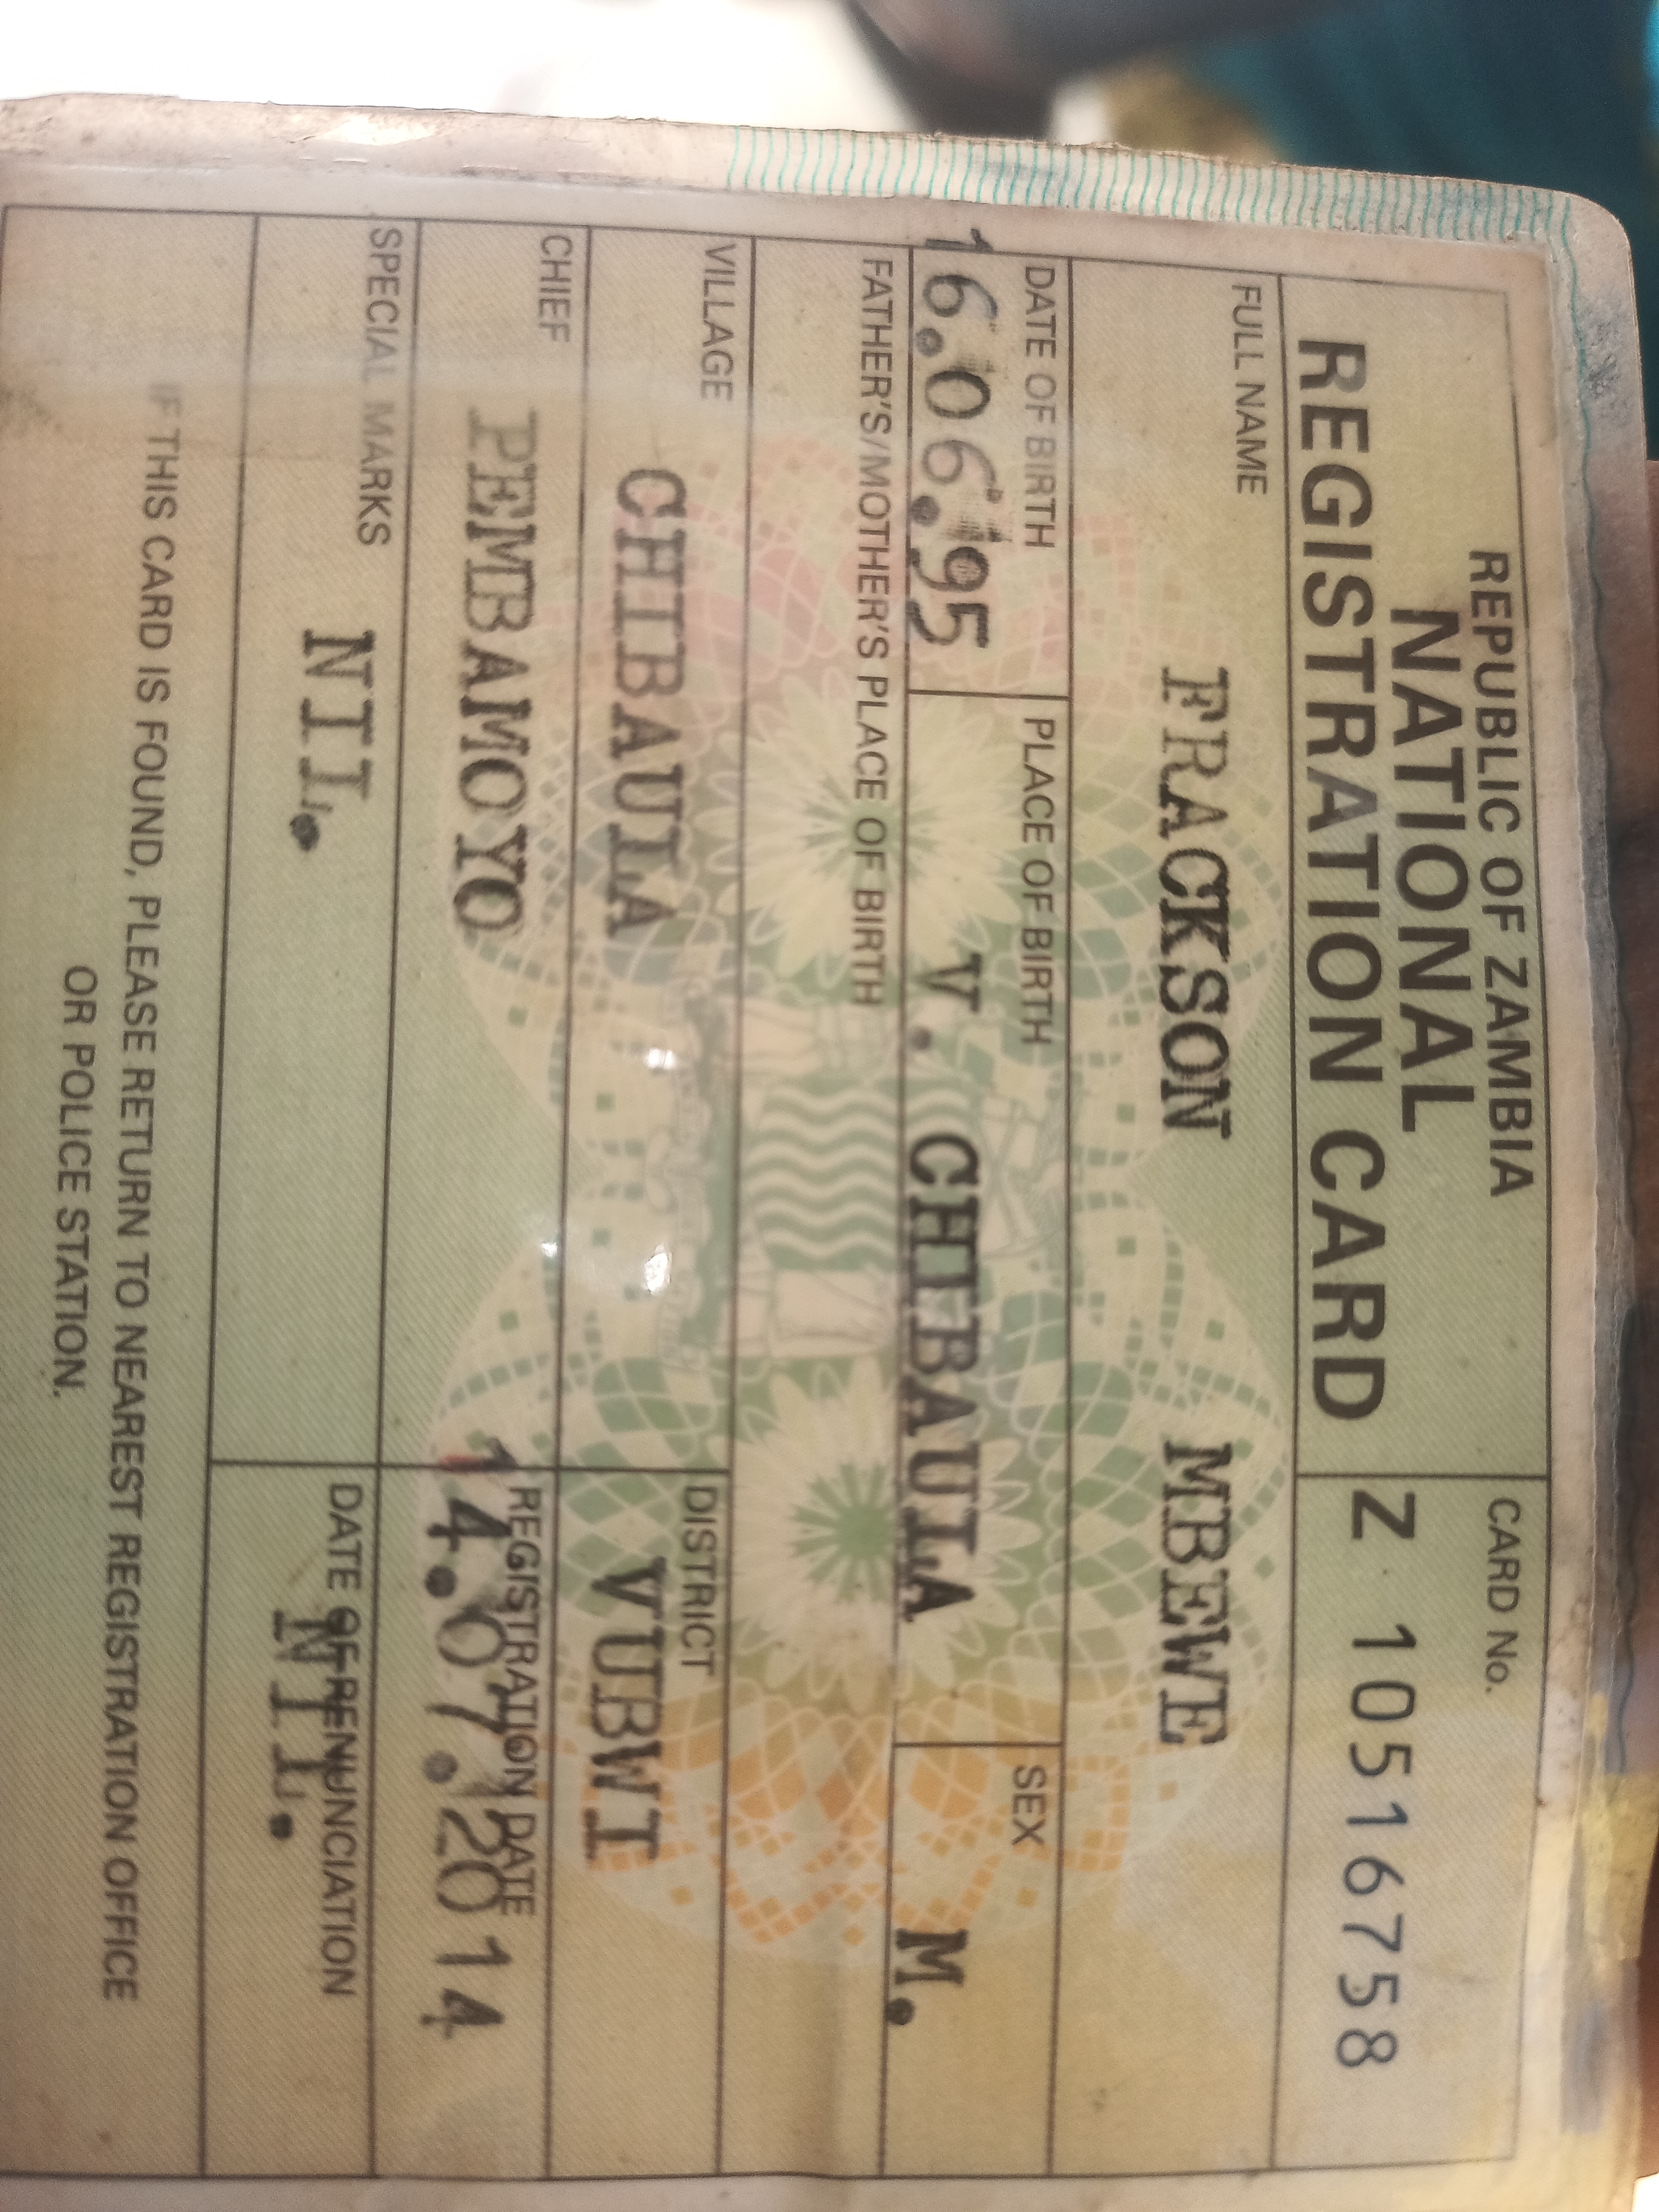 REPUBLIC OF ZAMBIA
NATIONAL
REGISTRATION CARD
CARD No.
Z 10516758
FULL NAME
FRACKSON MBEWE
DATE OF BIRTH PLACE OF BIRTH SEX
16.06.95 V. CHIBAULA M.
FATHER'S/MOTHER'S PLACE OF BIRTH
VILLAGE DISTRICT
CHIBAULA VUBWI
CHIEF REGISTRATION DATE
PEMBAMOYO 14.07.2014
SPECIAL MARKS DATE OF RENUNCIATION
NIL. NIL.
IF THIS CARD IS FOUND, PLEASE RETURN TO NEAREST REGISTRATION OFFICE
OR POLICE STATION.